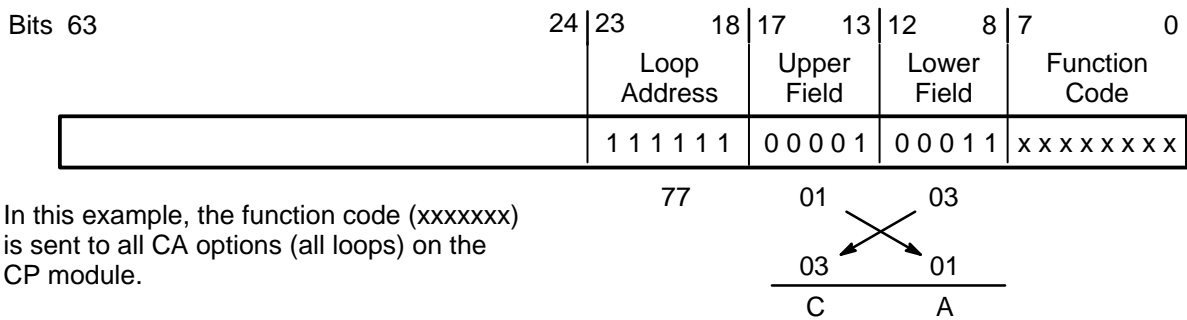 Bits 63 24 23 18 17 13 12 8 7 0
Loop Address Upper Field Lower Field Function Code
1 1 1 1 1 1 0 0 0 0 1 0 0 0 1 1 x x x x x x x x
77 01 03
In this example, the function code (xxxxxxx)
is sent to all CA options (all loops) on the
CP module.
03 01
C A